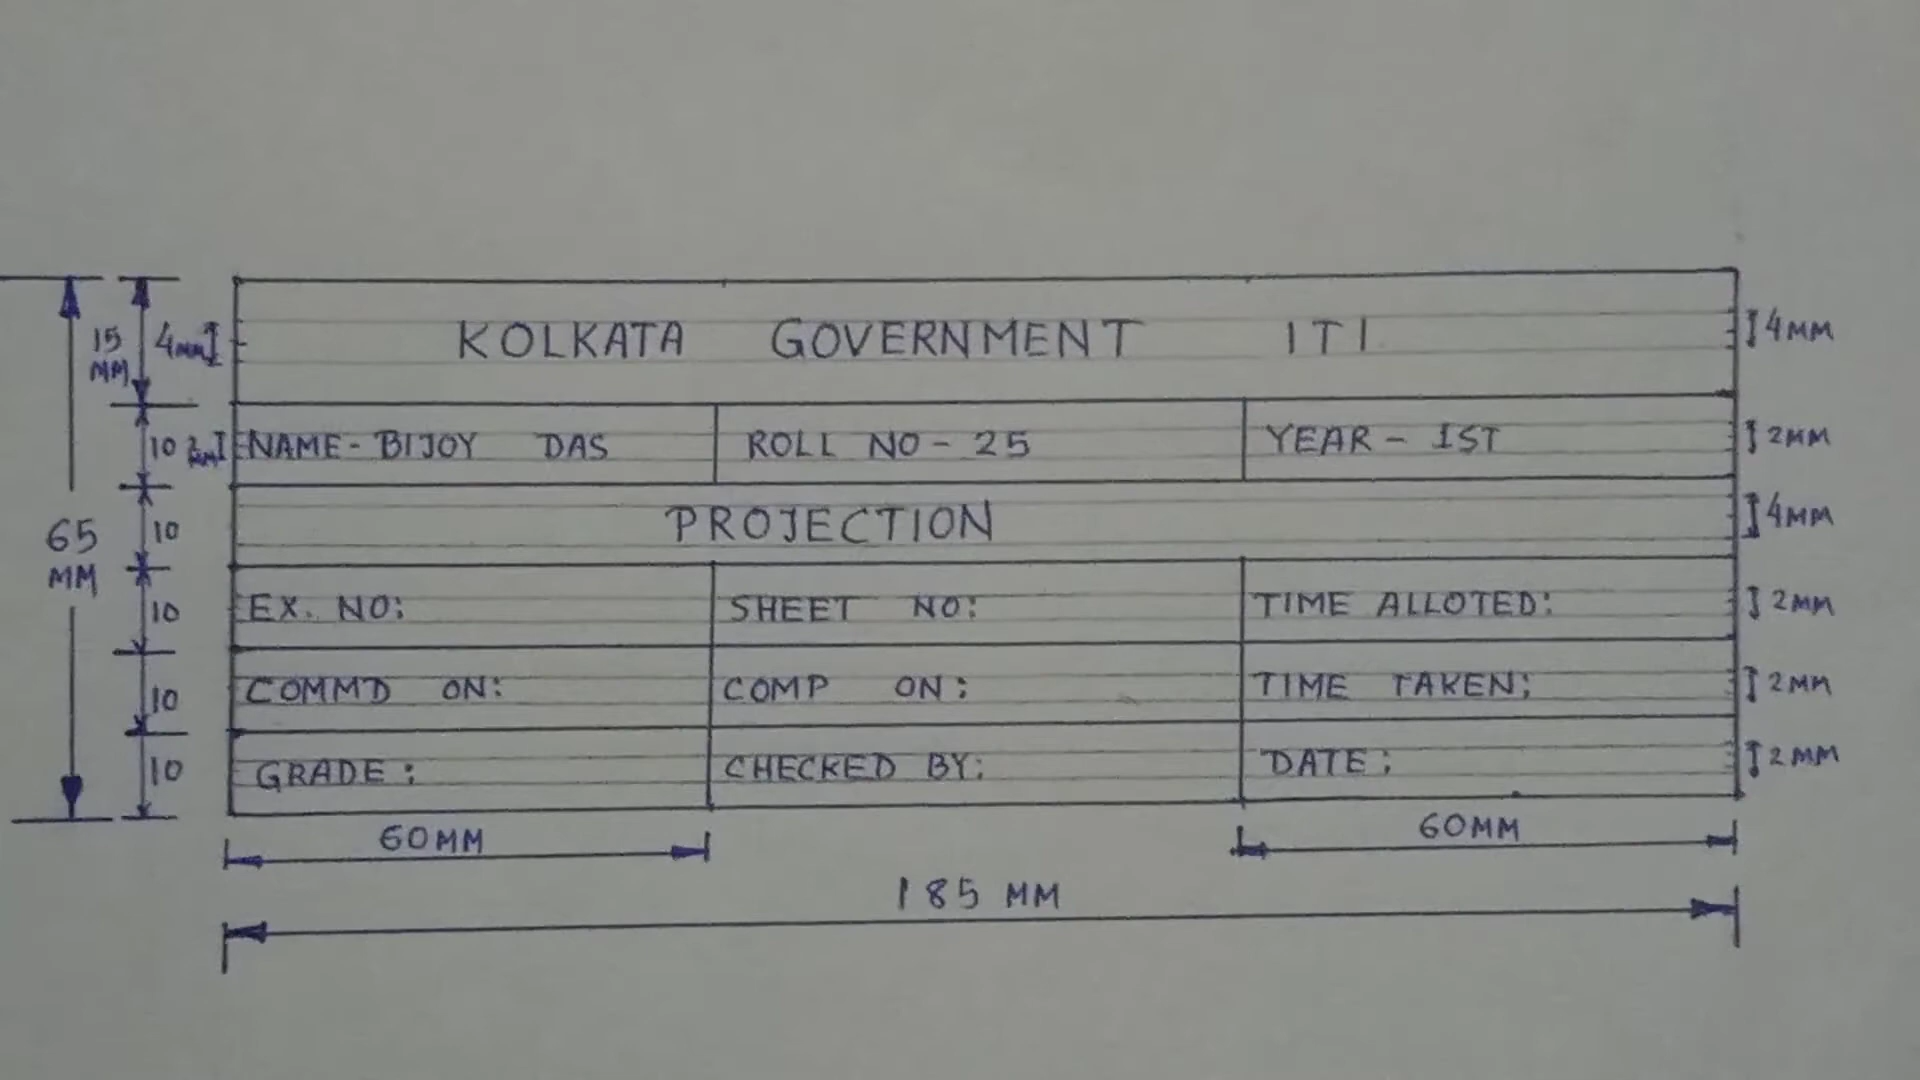 KOLKATA GOVERNMENT ITI
15 MM
4MM
4MM
NAME- BIJOY DAS ROLL NO - 25 YEAR - 1ST
10
2MM
2MM
PROJECTION
10
4MM
65 MM
EX. NO: SHEET NO: TIME ALLOTED:
10
2MM
COMMD ON: COMP ON: TIME TAKEN:
10
2MM
GRADE: CHECKED BY: DATE:
10
2MM
60MM 60MM
185 MM